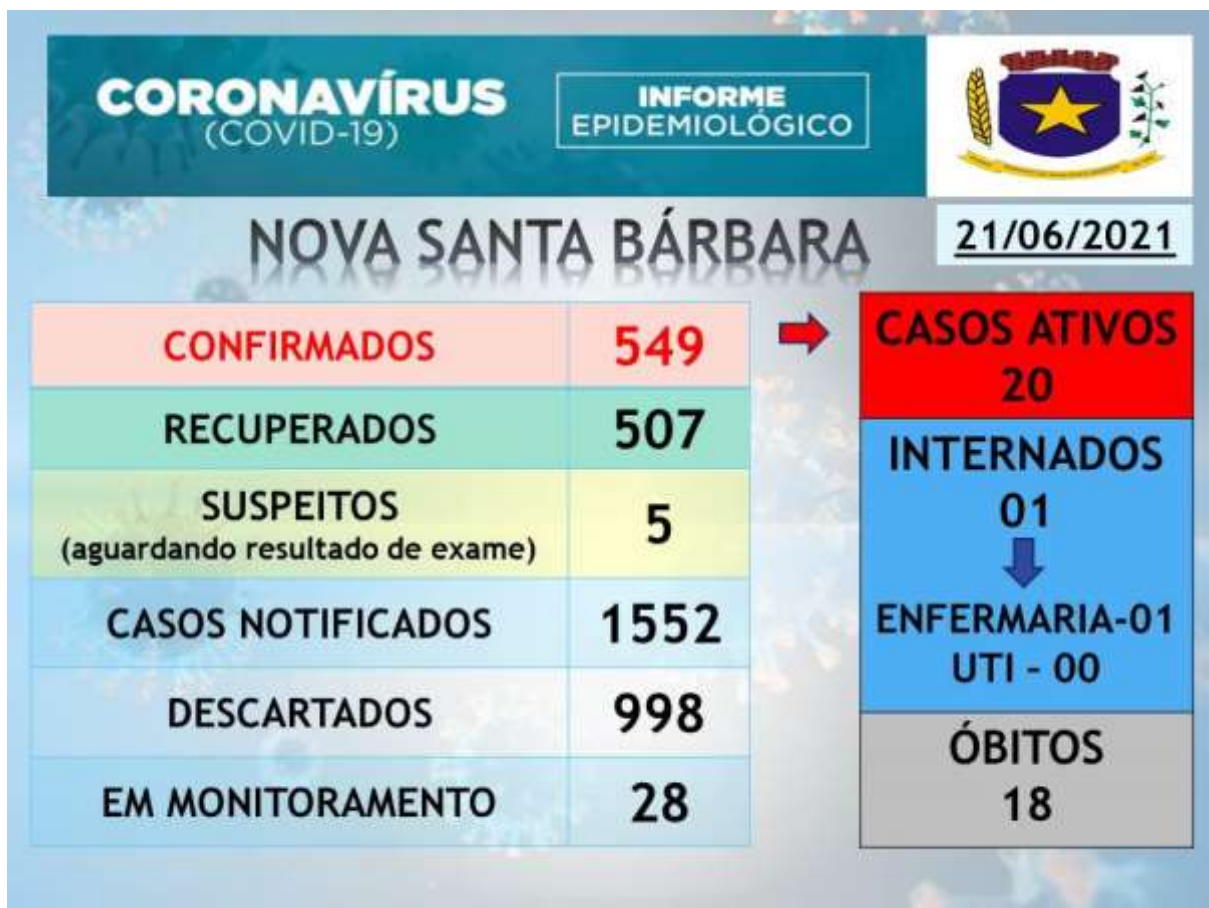 CORONAVÍRUS
(COVID-19)
INFORME
EPIDEMIOLÓGICO
NOVA SANTA BÁRBARA
21/06/2021
CONFIRMADOS 549
RECUPERADOS 507
SUSPEITOS
(aguardando resultado de exame) 5
CASOS NOTIFICADOS 1552
DESCARTADOS 998
EM MONITORAMENTO 28
CASOS ATIVOS
20
INTERNADOS
01
ENFERMARIA-01
UTI – 00
ÓBITOS
18